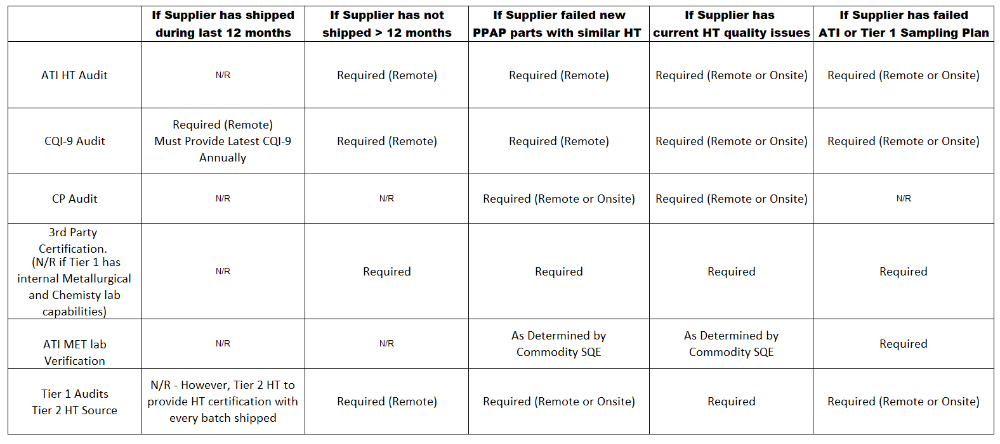 If Supplier has shipped
during last 12 months
If Supplier has not
shipped > 12 months
If Supplier failed new
PPAP parts with similar HT
If Supplier has
current HT quality issues
If Supplier has failed
ATI or Tier 1 Sampling Plan
ATI HT Audit
N/R
Required (Remote)
Required (Remote)
Required (Remote or Onsite)
Required (Remote or Onsite)
CQI-9 Audit
Required (Remote)
Must Provide Latest CQI-9
Annually
Required (Remote)
Required (Remote)
Required (Remote or Onsite)
Required (Remote or Onsite)
CP Audit
N/R
N/R
Required (Remote or Onsite)
Required (Remote or Onsite)
N/R
3rd Party
Certification.
(N/R if Tier 1 has
internal Metallurgical
and Chemisty lab
capabilities)
N/R
Required
Required
Required
Required
ATI MET lab
Verification
N/R
N/R
As Determined by
Commodity SQE
As Determined by
Commodity SQE
Required
Tier 1 Audits
Tier 2 HT Source
N/R - However, Tier 2 HT to
provide HT certification with
every batch shipped
Required (Remote)
Required (Remote or Onsite)
Required
Required (Remote or Onsite)